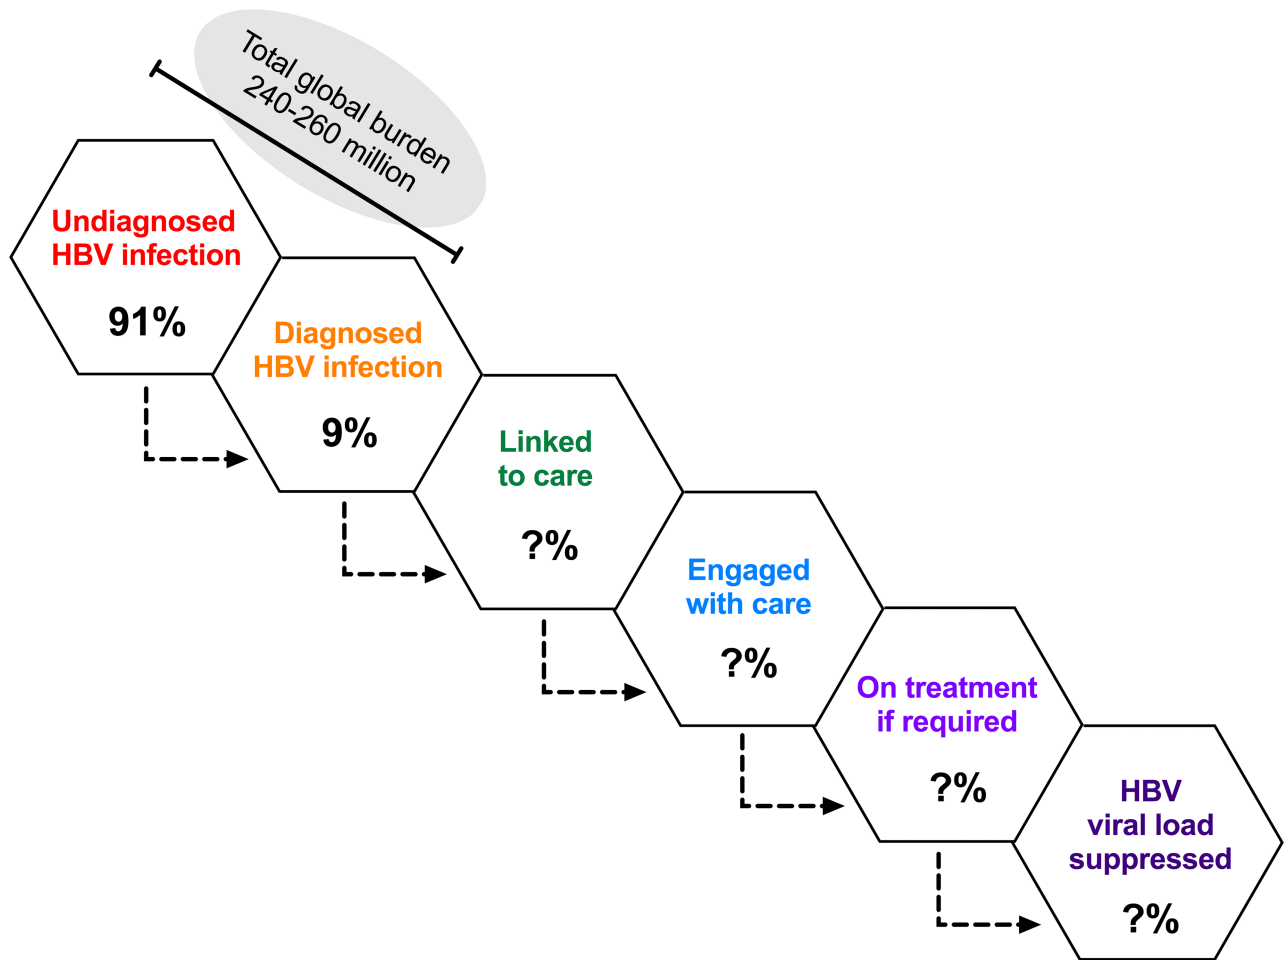 Total global burden
240-260 million
Undiagnosed
HBV infection
91%
Diagnosed
HBV infection
9%
Linked
to care
?%
Engaged
with care
?%
On treatment
if required
?%
HBV
viral load
suppressed
?%